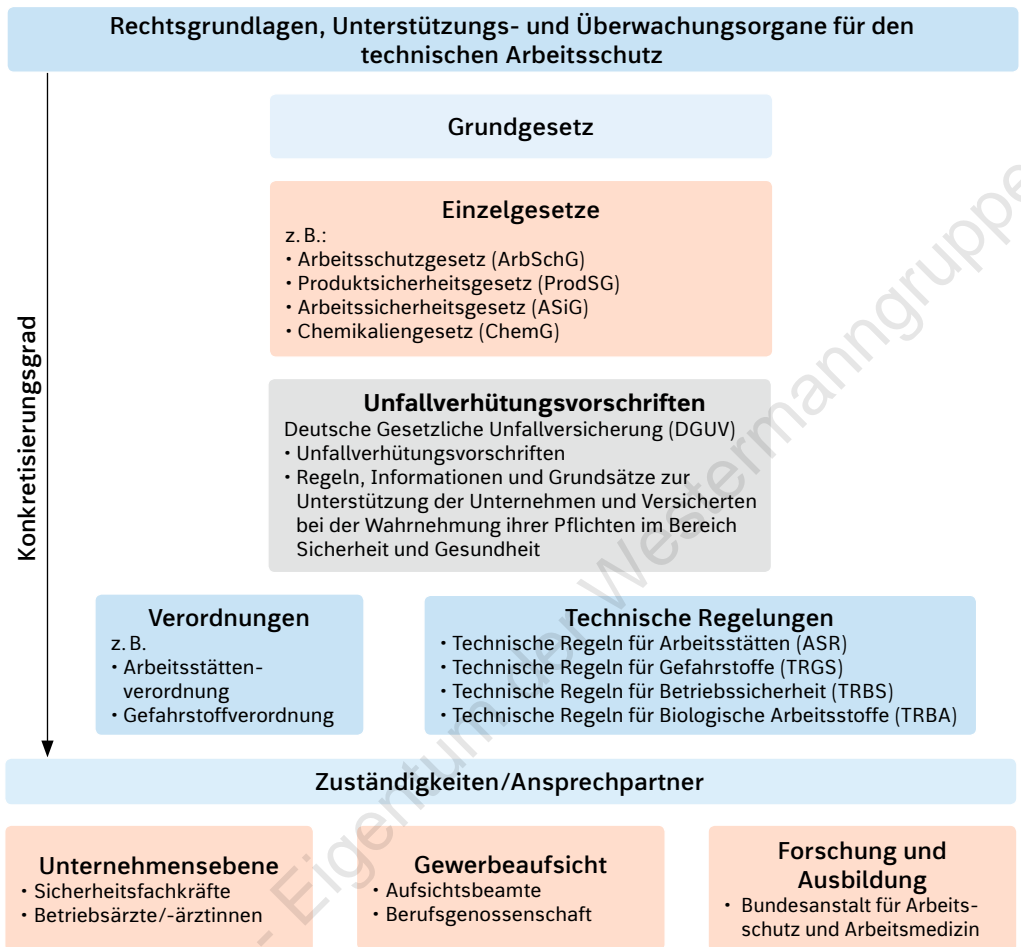 Rechtsgrundlagen, Unterstützungs- und Überwachungsorgane für den
technischen Arbeitsschutz
Konkretisierungsgrad
Grundgesetz
Einzelgesetze
z. B.:
• Arbeitsschutzgesetz (ArbSchG)
• Produktsicherheitsgesetz (ProdSG)
• Arbeitssicherheitsgesetz (ASiG)
• Chemikaliengesetz (ChemG)
Unfallverhütungsvorschriften
Deutsche Gesetzliche Unfallversicherung (DGUV)
• Unfallverhütungsvorschriften
• Regeln, Informationen und Grundsätze zur
Unterstützung der Unternehmen und Versicherten
bei der Wahrnehmung ihrer Pflichten im Bereich
Sicherheit und Gesundheit
Verordnungen
z. B.
• Arbeitsstätten-
verordnung
• Gefahrstoffverordnung
Technische Regelungen
• Technische Regeln für Arbeitsstätten (ASR)
• Technische Regeln für Gefahrstoffe (TRGS)
• Technische Regeln für Betriebssicherheit (TRBS)
• Technische Regeln für Biologische Arbeitsstoffe (TRBA)
Zuständigkeiten/Ansprechpartner
Unternehmensebene
• Sicherheitsfachkräfte
• Betriebsärzte/-ärztinnen
Gewerbeaufsicht
• Aufsichtsbeamte
• Berufsgenossenschaft
Forschung und
Ausbildung
• Bundesanstalt für Arbeits-
schutz und Arbeitsmedizin
- Eigentum der Westermanngruppe